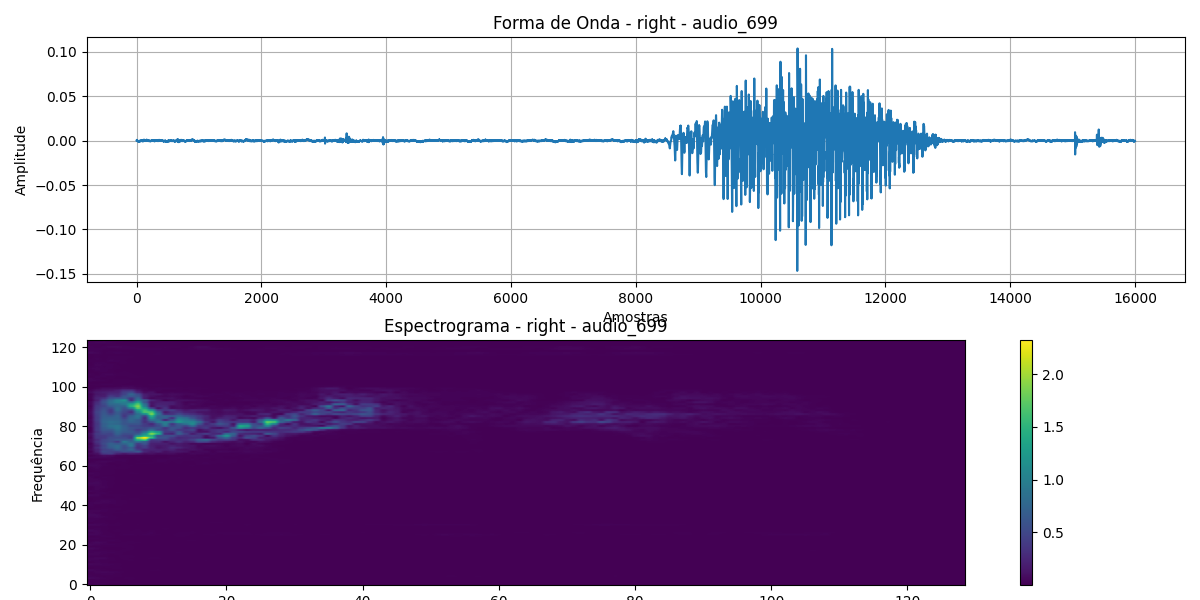 Forma de Onda - right - audio_699
0.10
0.05
0.00
−0.05
−0.10
−0.15
Amplitude
0 2000 4000 6000 8000 10000 12000 14000 16000
Amostras
Espectrograma - right - audio_699
120
100
80
60
40
20
0
Frequência
0 20 40 60 80 100 120
2.0
1.5
1.0
0.5